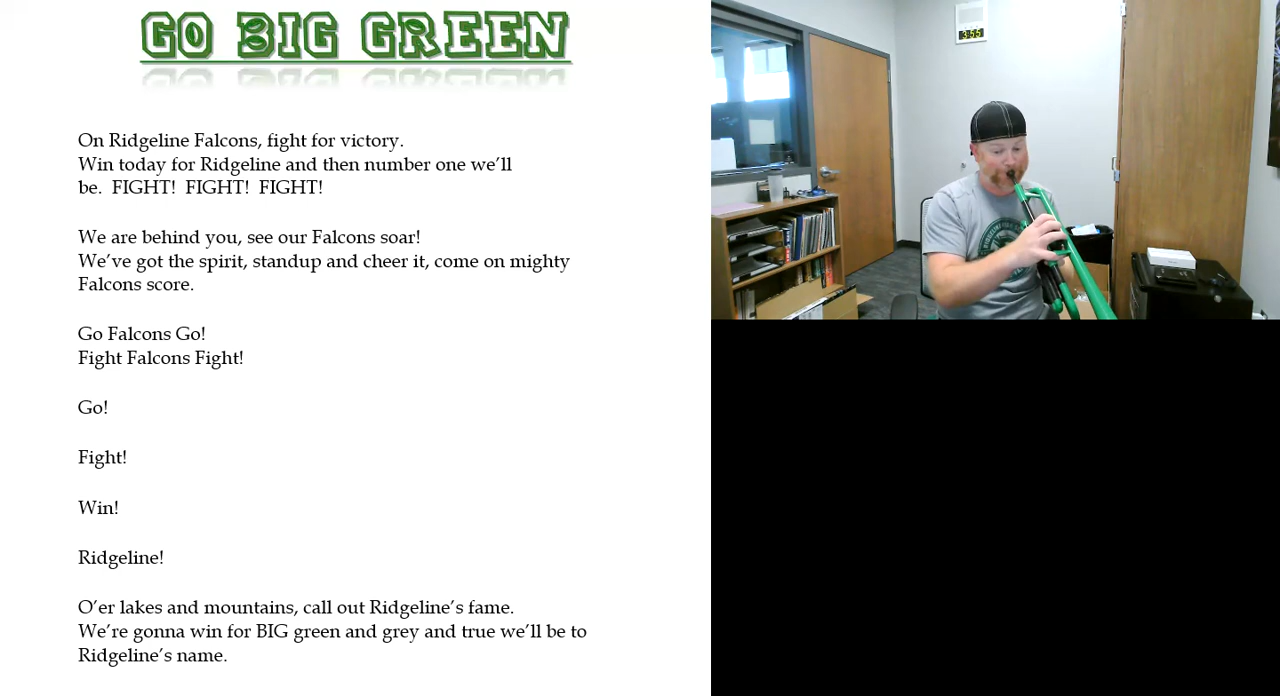 GO BIG GREEN
On Ridgeline Falcons, fight for victory.
Win today for Ridgeline and then number one we’ll
be.  FIGHT!  FIGHT!  FIGHT!
We are behind you, see our Falcons soar!
We’ve got the spirit, standup and cheer it, come on mighty
Falcons score.
Go Falcons Go!
Fight Falcons Fight!
Go!
Fight!
Win!
Ridgeline!
O’er lakes and mountains, call out Ridgeline’s fame.
We’re gonna win for BIG green and grey and true we’ll be to
Ridgeline’s name.
3:55